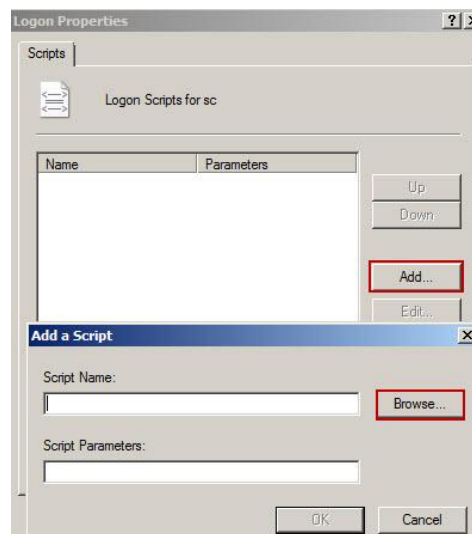 Logon Properties
Scripts
Logon Scripts for sc
Name Parameters
Up
Down
Add...
Edit...
Add a Script
Script Name:
Browse...
Script Parameters:
OK Cancel